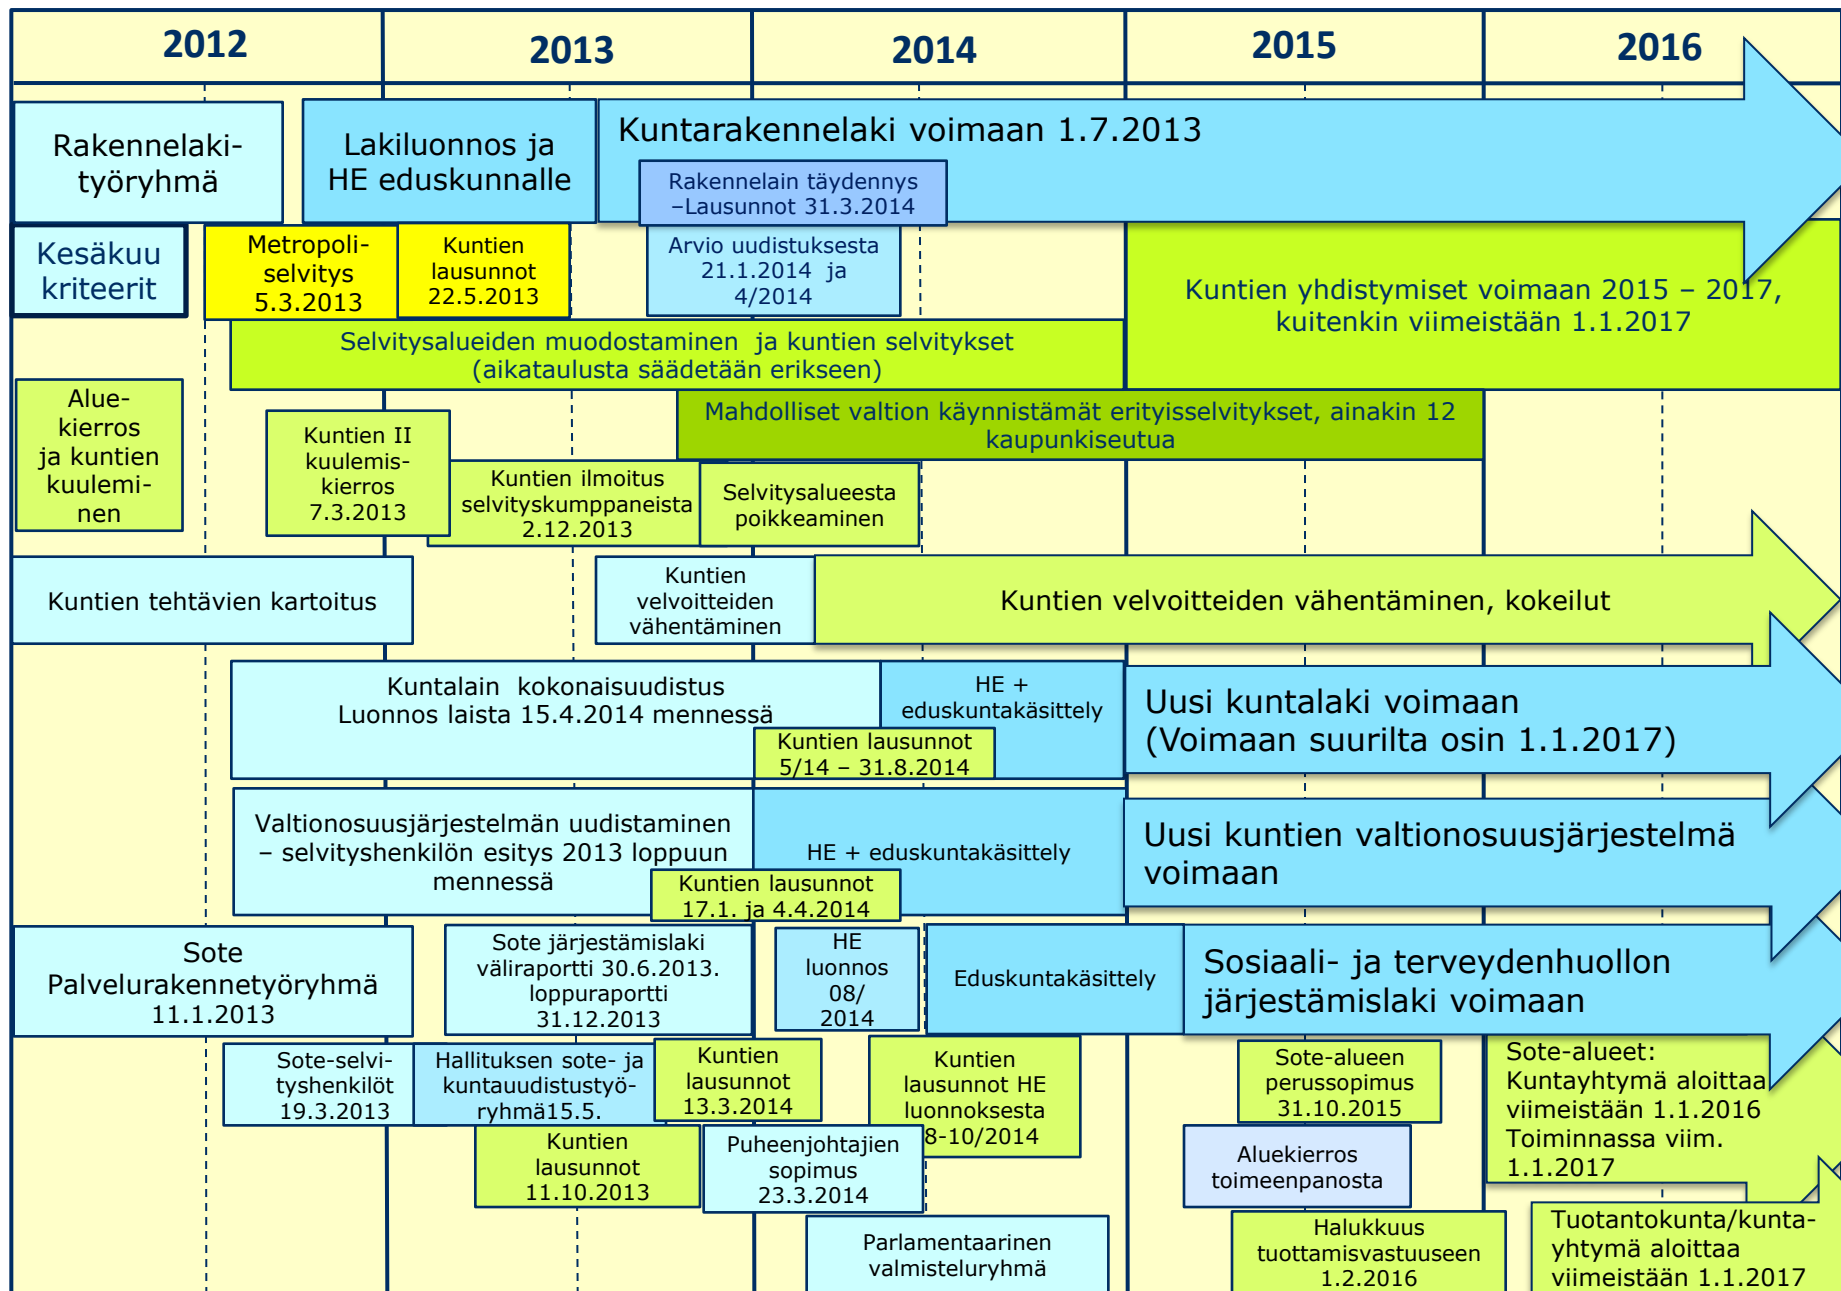 2012
2013
2014
2015
2016
Rakennelaki-
työryhmä
Lakiluonnos ja
HE eduskunnalle
Kuntarakennelaki voimaan 1.7.2013
Rakennelain täydennys
–Lausunnot 31.3.2014
Kesäkuu
kriteerit
Metropoli-
selvitys
5.3.2013
Kuntien
lausunnot
22.5.2013
Arvio uudistuksesta
21.1.2014 ja
4/2014
Kuntien yhdistymiset voimaan 2015 – 2017,
kuitenkin viimeistään 1.1.2017
Selvitysalueiden muodostaminen ja kuntien selvitykset
(aikataulusta säädetään erikseen)
Alue-
kierros
ja kuntien
kuulemi-
nen
Kuntien II
kuulemis-
kierros
7.3.2013
Mahdolliset valtion käynnistämät erityisselvitykset, ainakin 12
kaupunkiseutua
Kuntien ilmoitus
selvityskumppaneista
2.12.2013
Selvitysalueesta
poikkeaminen
Kuntien tehtävien kartoitus
Kuntien
velvoitteiden
vähentäminen
Kuntien velvoitteiden vähentäminen, kokeilut
Kuntalain kokonaisuudistus
Luonnos laista 15.4.2014 mennessä
HE +
eduskuntakäsittely
Kuntien lausunnot
5/14 – 31.8.2014
Uusi kuntalaki voimaan
(Voimaan suurilta osin 1.1.2017)
Valtionosuusjärjestelmän uudistaminen
– selvityshenkilön esitys 2013 loppuun
mennessä
HE + eduskuntakäsittely
Kuntien lausunnot
17.1. ja 4.4.2014
Uusi kuntien valtionosuusjärjestelmä
voimaan
Sote
Palvelurakennetyöryhmä
11.1.2013
Sote järjestämislaki
väliraportti 30.6.2013.
loppuraportti
31.12.2013
HE
luonnos
08/
2014
Eduskuntakäsittely
Sosiaali- ja terveydenhuollon
järjestämislaki voimaan
Sote-selvi-
tyshenkilöt
19.3.2013
Hallituksen sote- ja
kuntauudistustyö-
ryhmä15.5.
Kuntien
lausunnot
13.3.2014
Kuntien
lausunnot HE
luonnoksesta
8-10/2014
Sote-alueen
perussopimus
31.10.2015
Sote-alueet:
Kuntayhtymä aloittaa
viimeistään 1.1.2016
Toiminnassa viim.
1.1.2017
Kuntien
lausunnot
11.10.2013
Puheenjohtajien
sopimus
23.3.2014
Aluekierros
toimeenpanosta
Parlamentaarinen
valmisteluryhmä
Halukkuus
tuottamisvastuuseen
1.2.2016
Tuotantokunta/kunta-
yhtymä aloittaa
viimeistään 1.1.2017